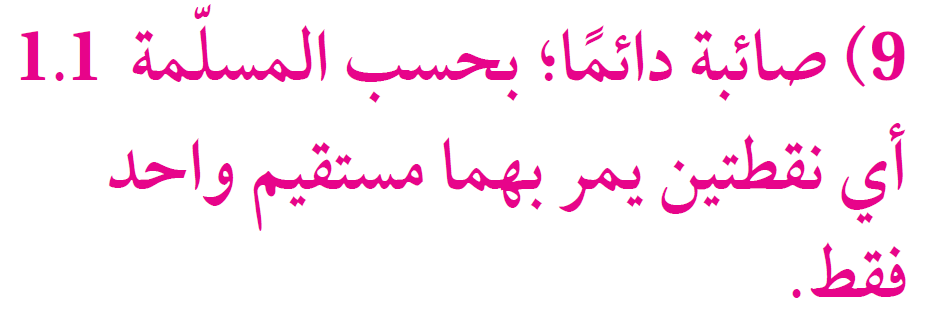 9) صائبة دائمًا؛ بحسب المسلّمة 1.1
أي نقطتين يمر بهما مستقيم واحد
فقط.